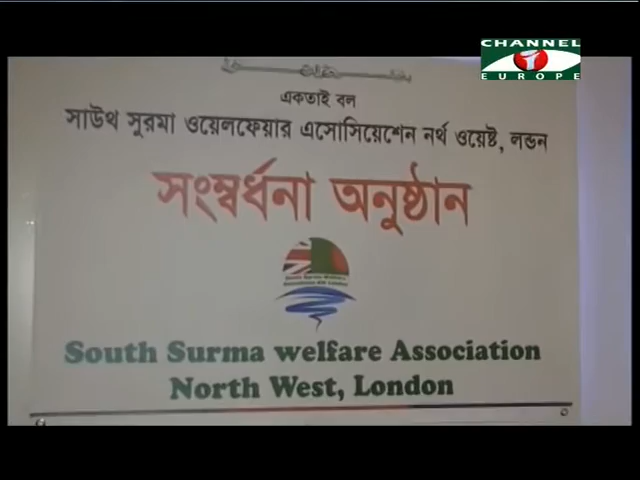 CHANNEL
EUROPE
একতাই বল
সাউথ সুরমা ওয়েলফেয়ার এসোসিয়েশেন নর্থ ওয়েষ্ট, লন্ডন
সংম্বর্ধনা অনুষ্ঠান
South Surma welfare Association
North West, London